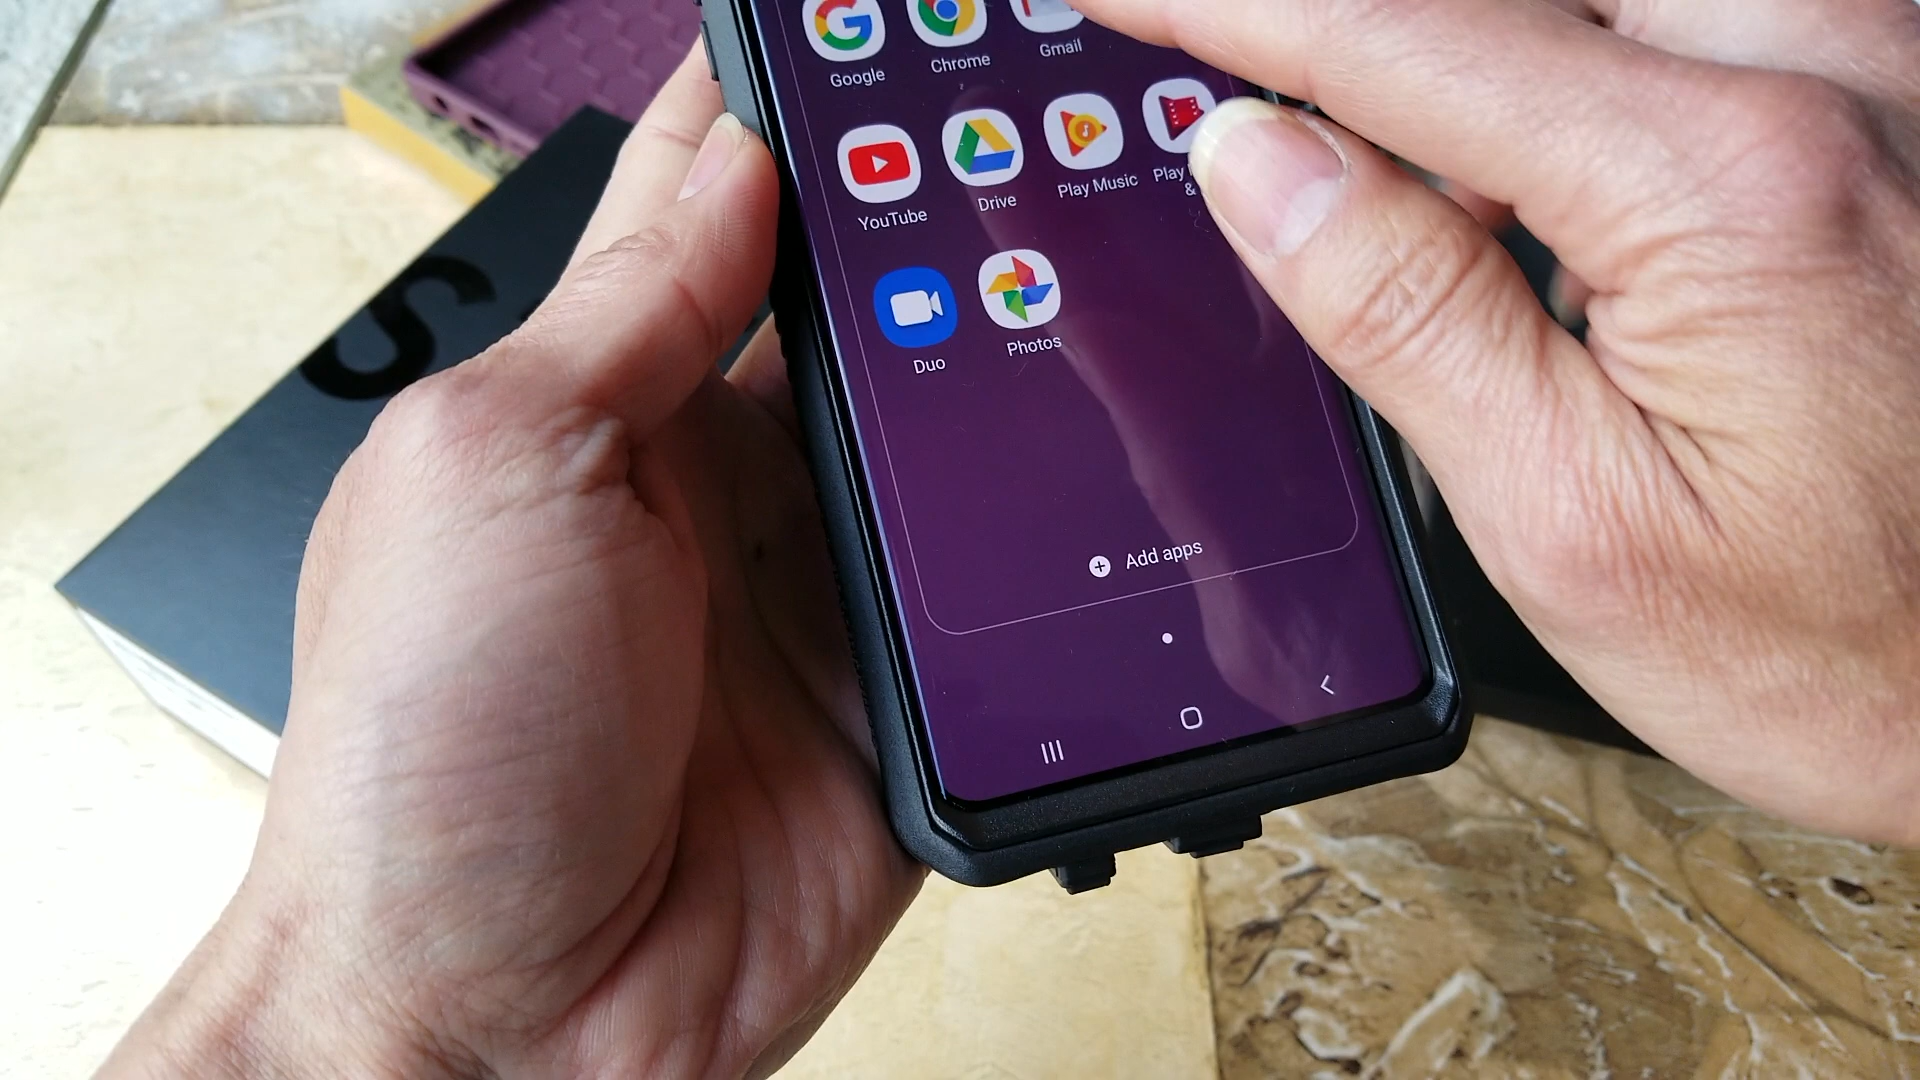 Google
Chrome
Gmail
YouTube
Drive
Play Music
Play
&
Duo
Photos
Add apps
S